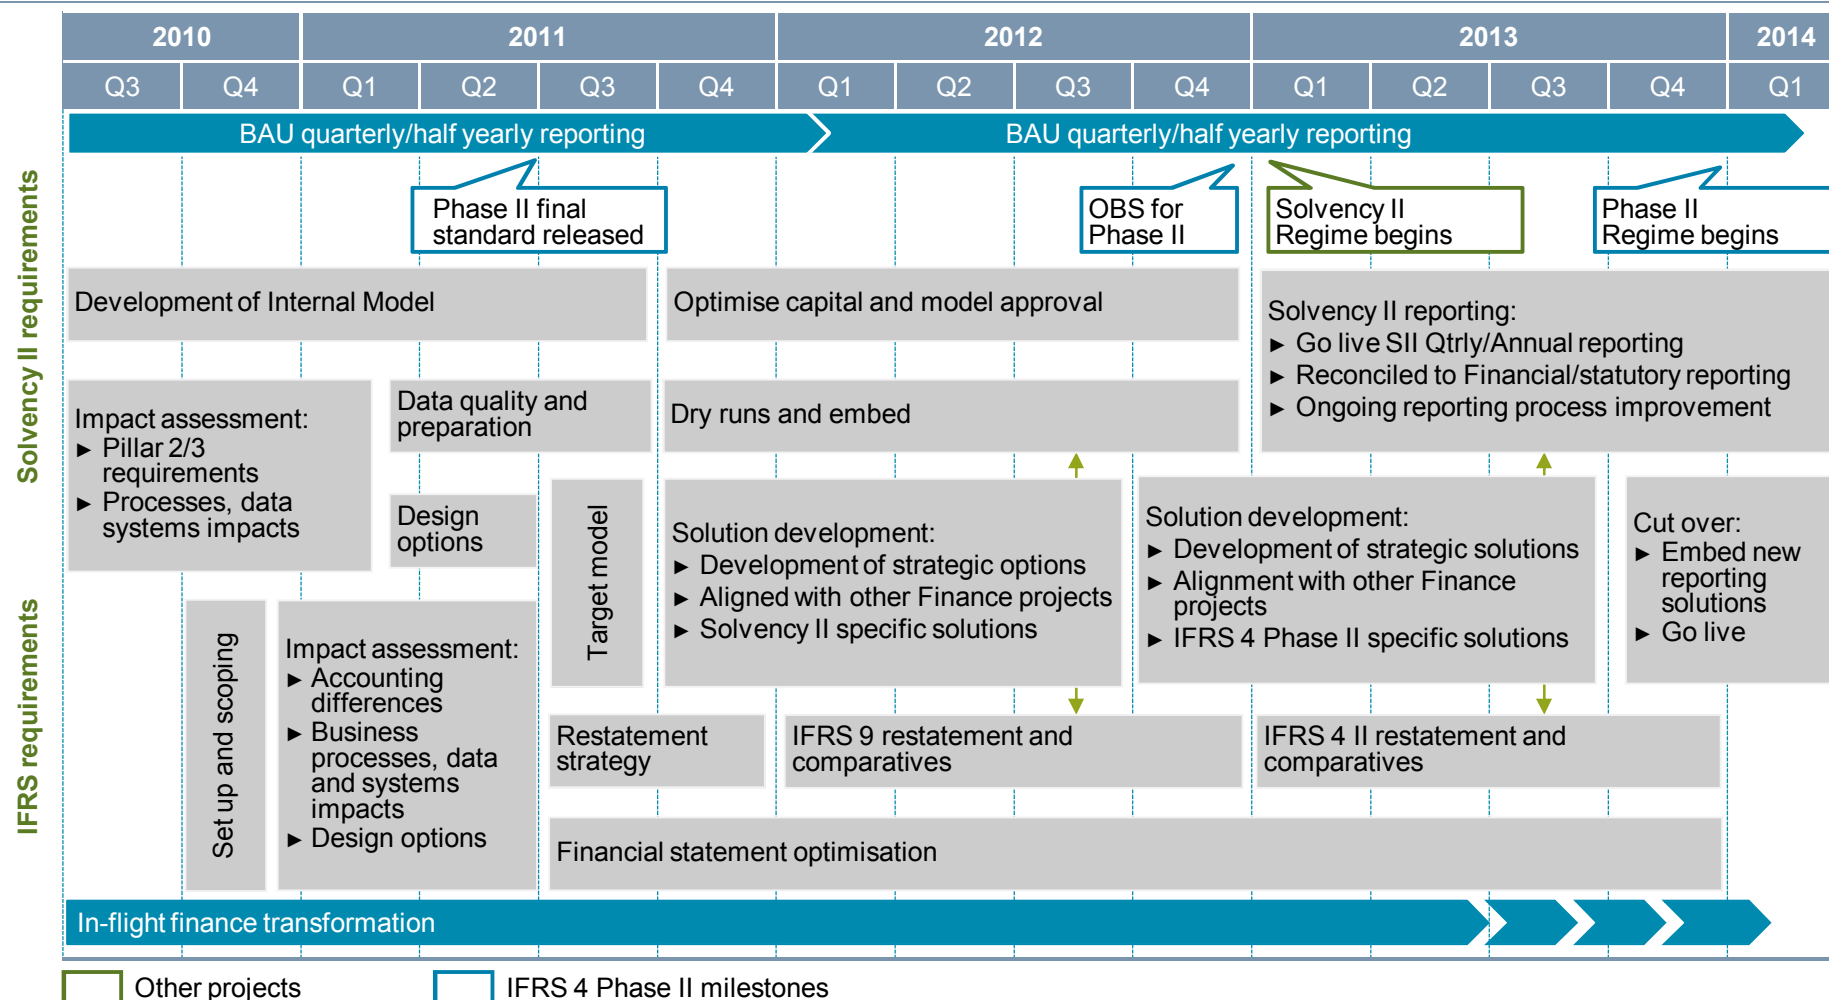 2010 2011 2012 2013 2014
Q3 Q4 Q1 Q2 Q3 Q4 Q1 Q2 Q3 Q4 Q1 Q2 Q3 Q4 Q1
BAU quarterly/half yearly reporting
BAU quarterly/half yearly reporting
Phase II final
standard released
OBS for
Phase II
Solvency II
Regime begins
Phase II
Regime begins
Solvency II requirements
Development of Internal Model
Optimise capital and model approval
Solvency II reporting:
► Go live SII Qtrly/Annual reporting
► Reconciled to Financial/statutory reporting
► Ongoing reporting process improvement
Impact assessment:
► Pillar 2/3
requirements
► Processes, data
systems impacts
Data quality and
preparation
Dry runs and embed
Design
options
Target model
Solution development:
► Development of strategic options
► Aligned with other Finance projects
► Solvency II specific solutions
Solution development:
► Development of strategic solutions
► Alignment with other Finance
projects
► IFRS 4 Phase II specific solutions
Cut over:
► Embed new
reporting
solutions
► Go live
IFRS requirements
Set up and scoping
Impact assessment:
► Accounting
differences
► Business
processes, data
and systems
impacts
► Design options
Restatement
strategy
IFRS 9 restatement and
comparatives
IFRS 4 II restatement and
comparatives
Financial statement optimisation
In-flight finance transformation
Other projects
IFRS 4 Phase II milestones